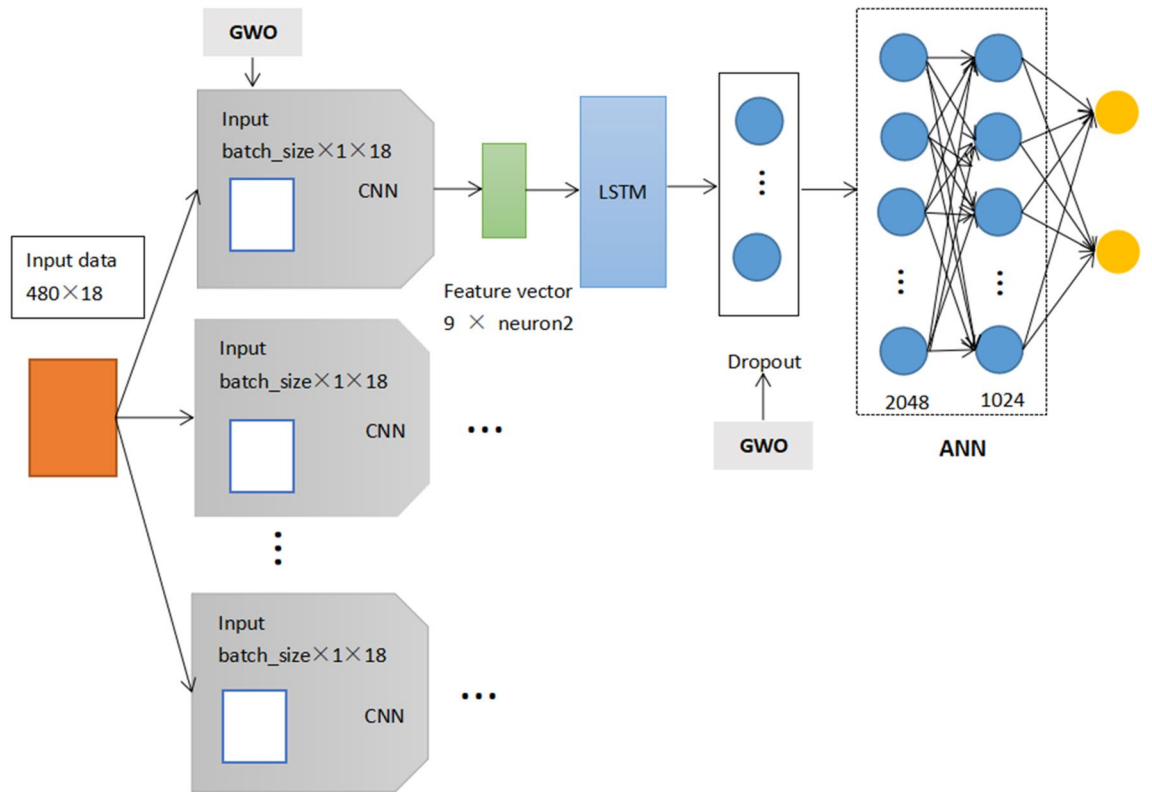 GWO
Input
batch_size×1×18
CNN
Input data
480×18
Feature vector
9 × neuron2
LSTM
Dropout
GWO
2048
1024
ANN
Input
batch_size×1×18
CNN
Input
batch_size×1×18
CNN